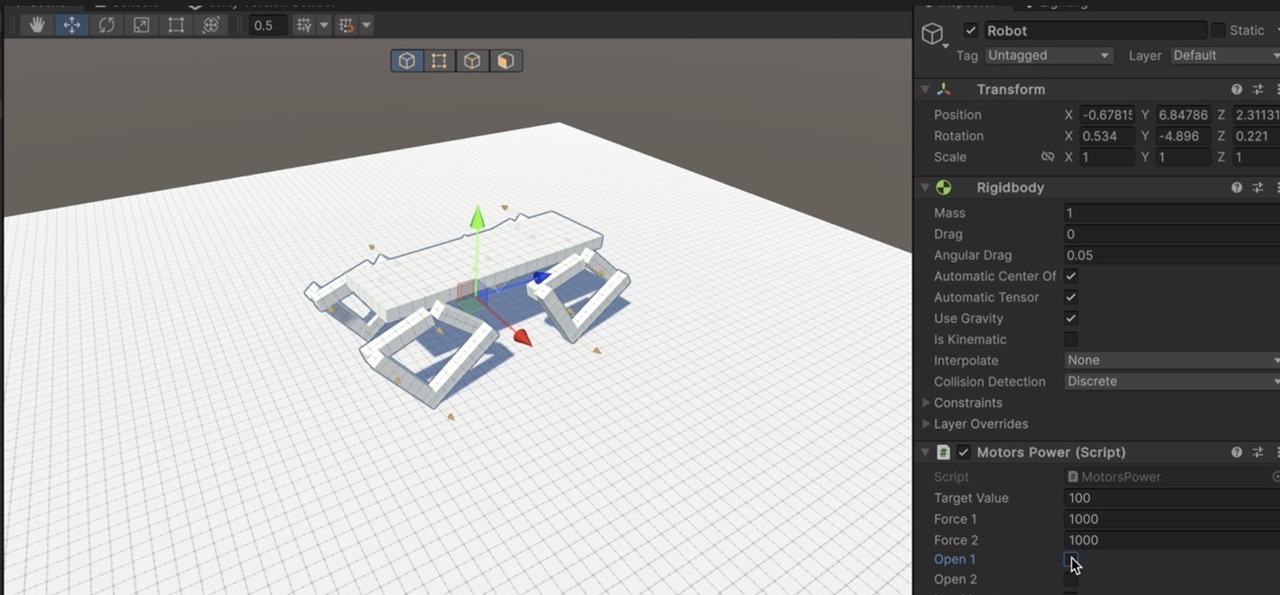 0.5
Robot
Static
Tag Untagged Layer Default
Transform
Position X -0.67815 Y 6.84786 Z 2.31131
Rotation X 0.534 Y -4.896 Z 0.221
Scale X 1 Y 1 Z 1
Rigidbody
Mass 1
Drag 0
Angular Drag 0.05
Automatic Center Of
Automatic Tensor
Use Gravity
Is Kinematic
Interpolate None
Collision Detection Discrete
Constraints
Layer Overrides
# Motors Power (Script)
Script MotorsPower
Target Value 100
Force 1 1000
Force 2 1000
Open 1
Open 2